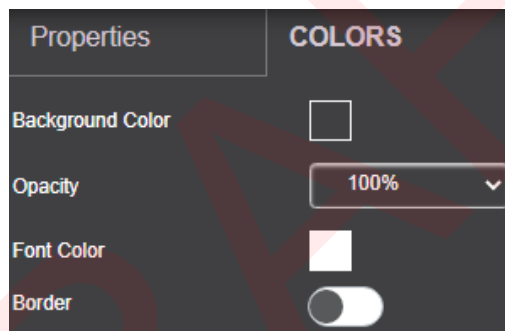 Properties COLORS
Background Color
Opacity 100%
Font Color
Border